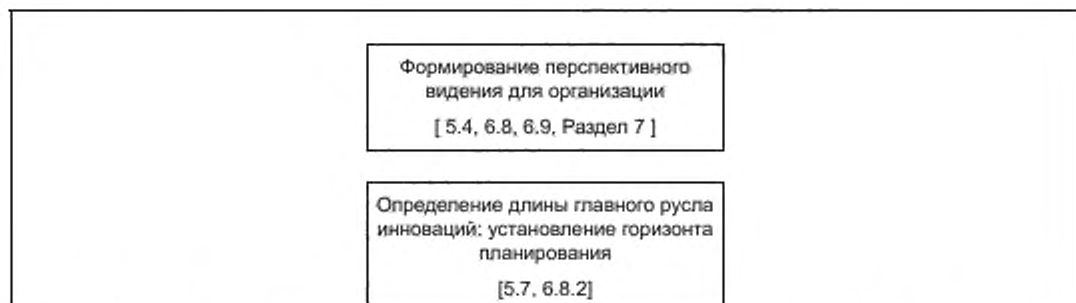 Формирование перспективного
видения для организации
[ 5.4, 6.8, 6.9, Раздел 7 ]
Определение длины главного русла
инноваций; установление горизонта
планирования
[5.7, 6.8.2]